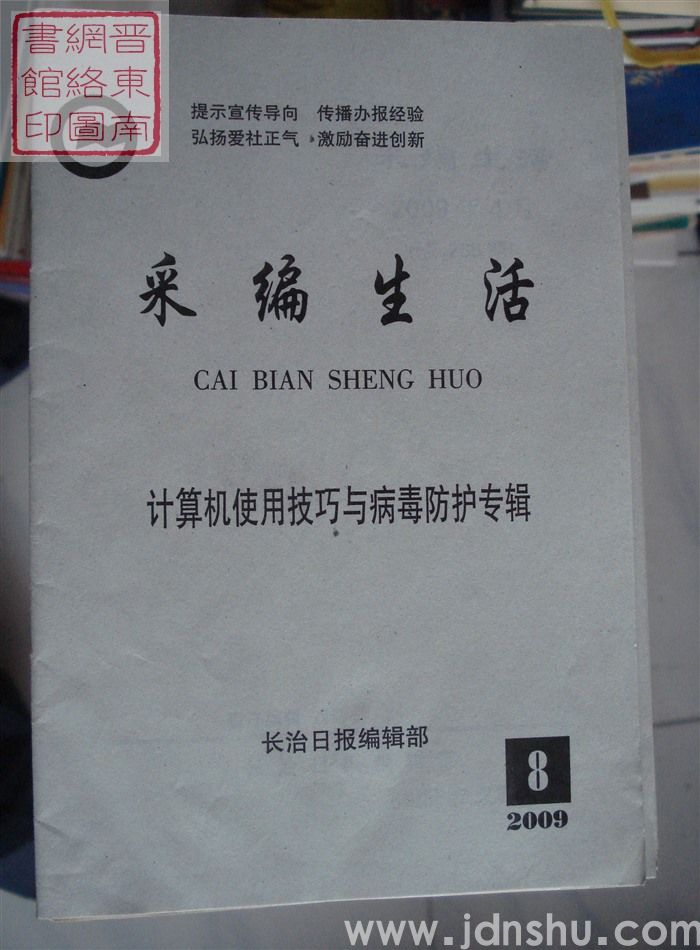 晋东南
網絡圖
書館印
提示宣传导向 传播办报经验
弘扬爱社正气 激励奋进创新
采编生活
CAI BIAN SHENG HUO
计算机使用技巧与病毒防护专辑
长治日报编辑部
8
2009
www.jdnshu.com